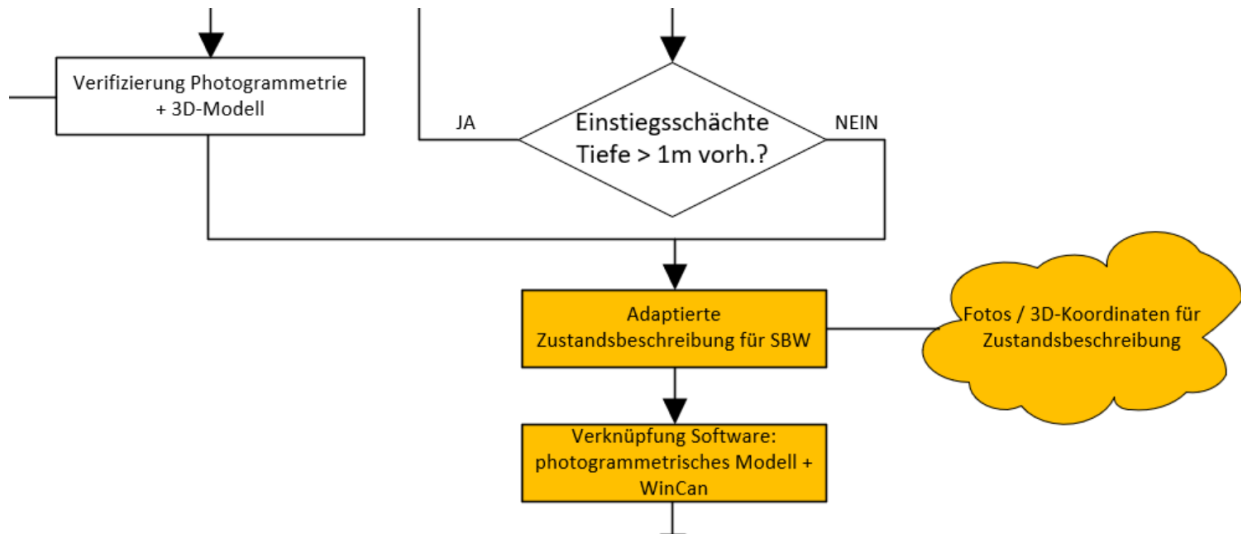 Verifizierung Photogrammetrie
+ 3D-Modell
JA
Einstiegsschächte
Tiefe > 1m vorh.?
NEIN
Adaptierte
Zustandsbeschreibung für SBW
Fotos / 3D-Koordinaten für
Zustandsbeschreibung
Verknüpfung Software:
photogrammetrisches Modell +
WinCan